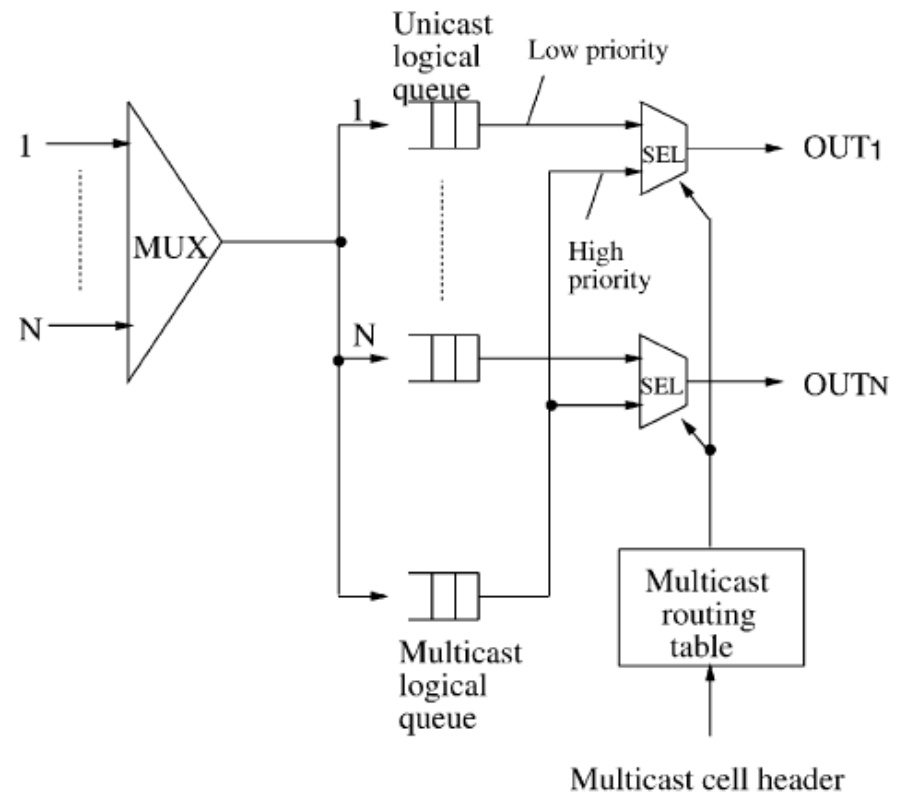 Unicast
logical
queue
Low priority
1
1
SEL
OUT1
MUX
High
priority
N
N
SEL
OUTN
Multicast
routing
table
Multicast
logical
queue
Multicast cell header